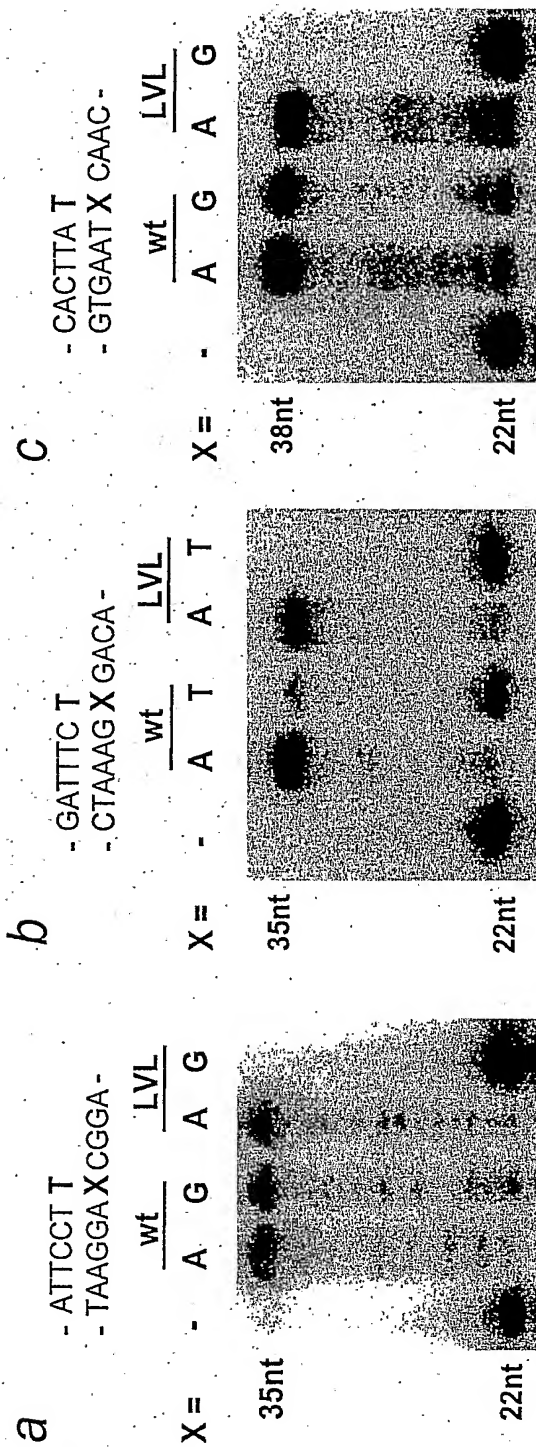 a
- ATTCCT T
- TAAGGA X CGGA -
wt LVL
X = - A G A G
35nt
22nt
b
- GATTTC T
- CTAAAG X GACA -
wt LVL
X = - A T A T
35nt
22nt
c
- CACTTA T
- GTGAAT X CAAC -
wt LVL
X = - A G A G
38nt
22nt